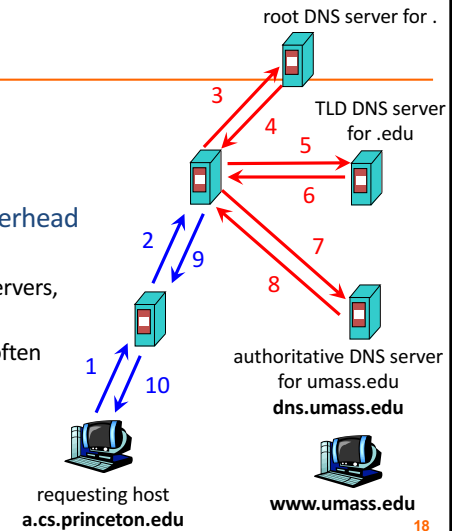 root DNS server for .
3
4
TLD DNS server
for .edu
5
6
erhead
2
9
7
8
ervers,
often
1
10
authoritative DNS server
for umass.edu
dns.umass.edu
requesting host
a.cs.princeton.edu
www.umass.edu
18